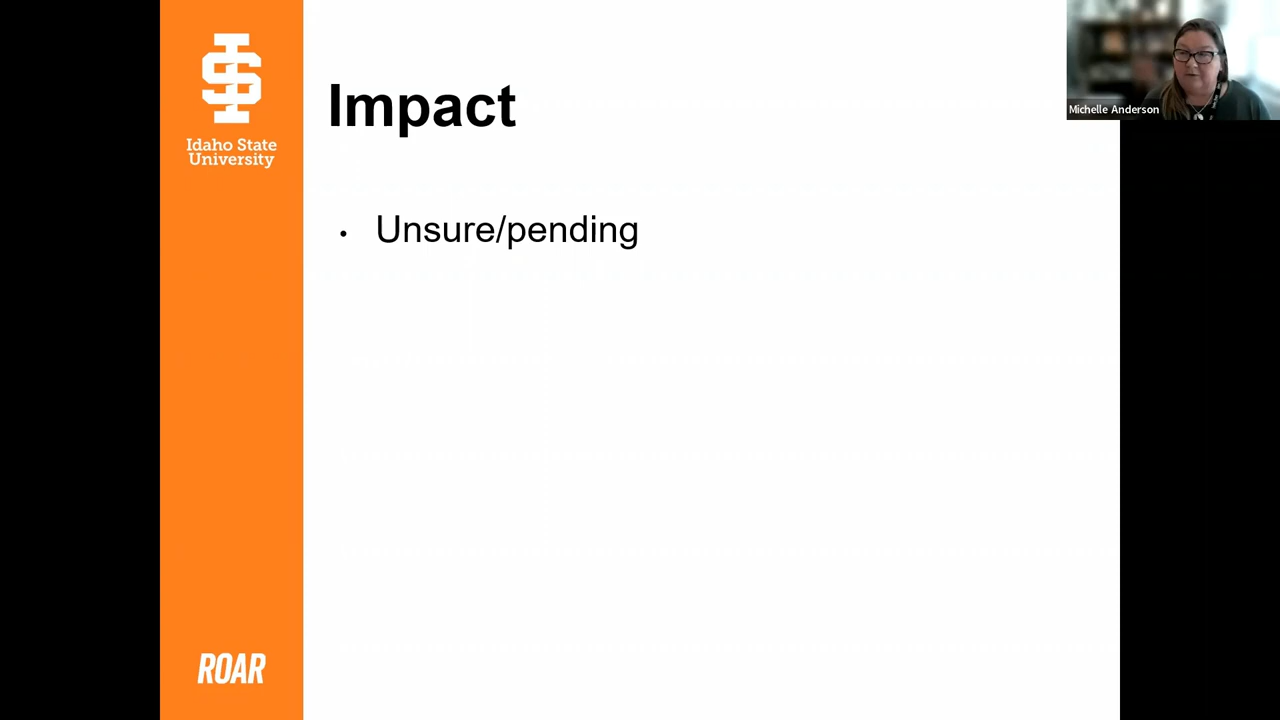 Idaho State
University
Impact
• Unsure/pending
ROAR
Michelle Anderson